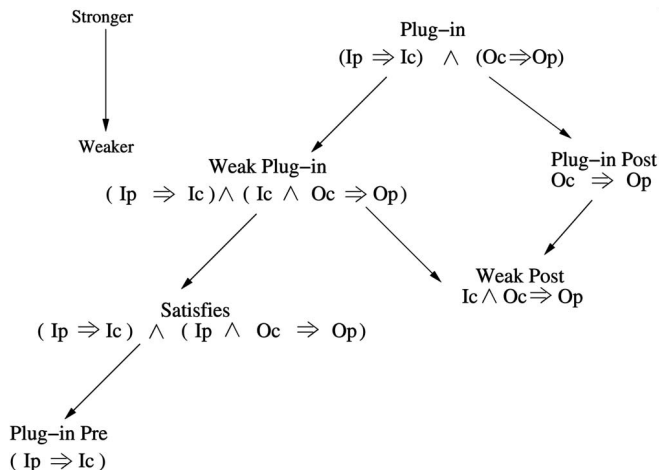 Stronger
Plug-in
(Ip ⇒ Ic) ∧ (Oc⇒Op)
Weaker
Weak Plug-in
( Ip ⇒ Ic ) ∧ ( Ic ∧ Oc ⇒ Op )
Plug-in Post
Oc ⇒ Op
Weak Post
Ic ∧ Oc ⇒ Op
Satisfies
( Ip ⇒ Ic ) ∧ ( Ip ∧ Oc ⇒ Op )
Plug-in Pre
( Ip ⇒ Ic )